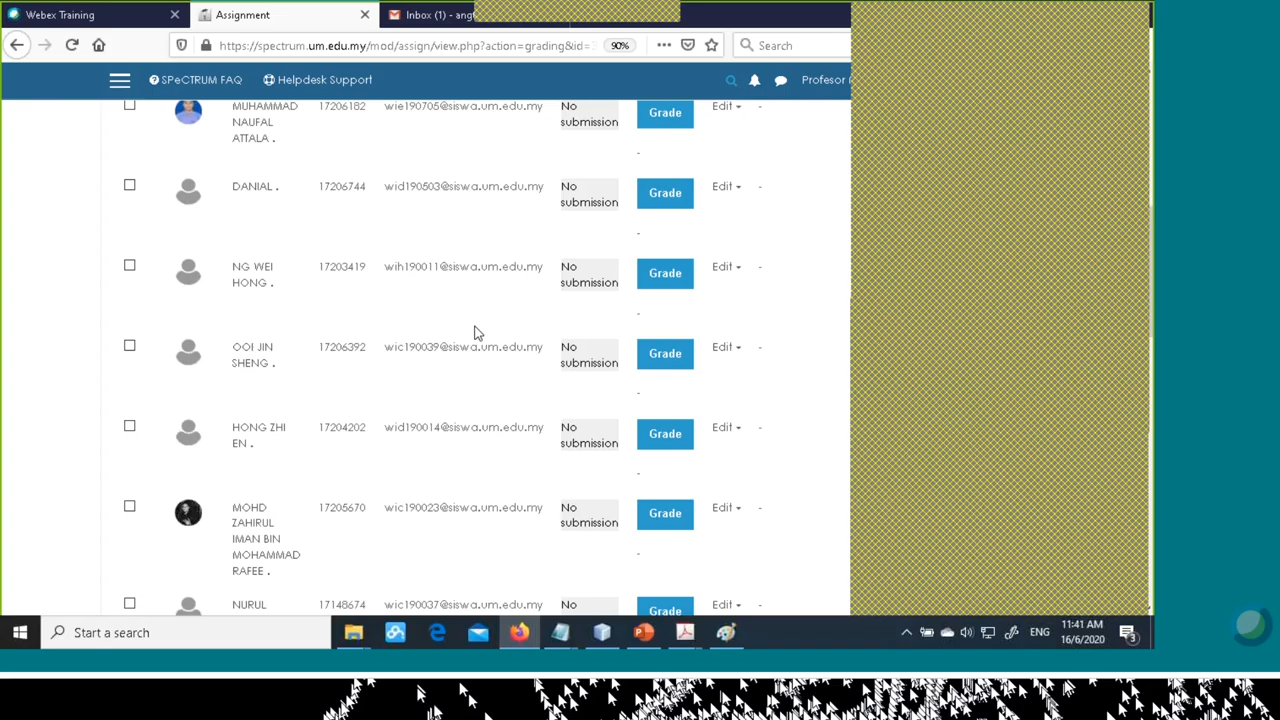 Webex Training
Assignment
Inbox (1) - ang
https://spectrum.um.edu.my/mod/assign/view.php?action=grading&id=
90%
Search
SPeCTRUM FAQ
Helpdesk Support
Profesor
MUHAMMAD NAUFAL ATTALA . 17206182 wie190705@siswa.um.edu.my No submission Grade Edit -
-
DANIAL . 17206744 wid190503@siswa.um.edu.my No submission Grade Edit -
-
NG WEI HONG . 17203419 wih190011@siswa.um.edu.my No submission Grade Edit -
-
OOI JIN SHENG . 17206392 wic190039@siswa.um.edu.my No submission Grade Edit -
-
HONG ZHI EN . 17204202 wid190014@siswa.um.edu.my No submission Grade Edit -
-
MOHD ZAHIRUL IMAN BIN MOHAMMAD RAFEE . 17205670 wic190023@siswa.um.edu.my No submission Grade Edit -
-
NURUL 17148674 wic190037@siswa.um.edu.my No Grade Edit -
Start a search
ENG
11:41 AM
16/6/2020
3